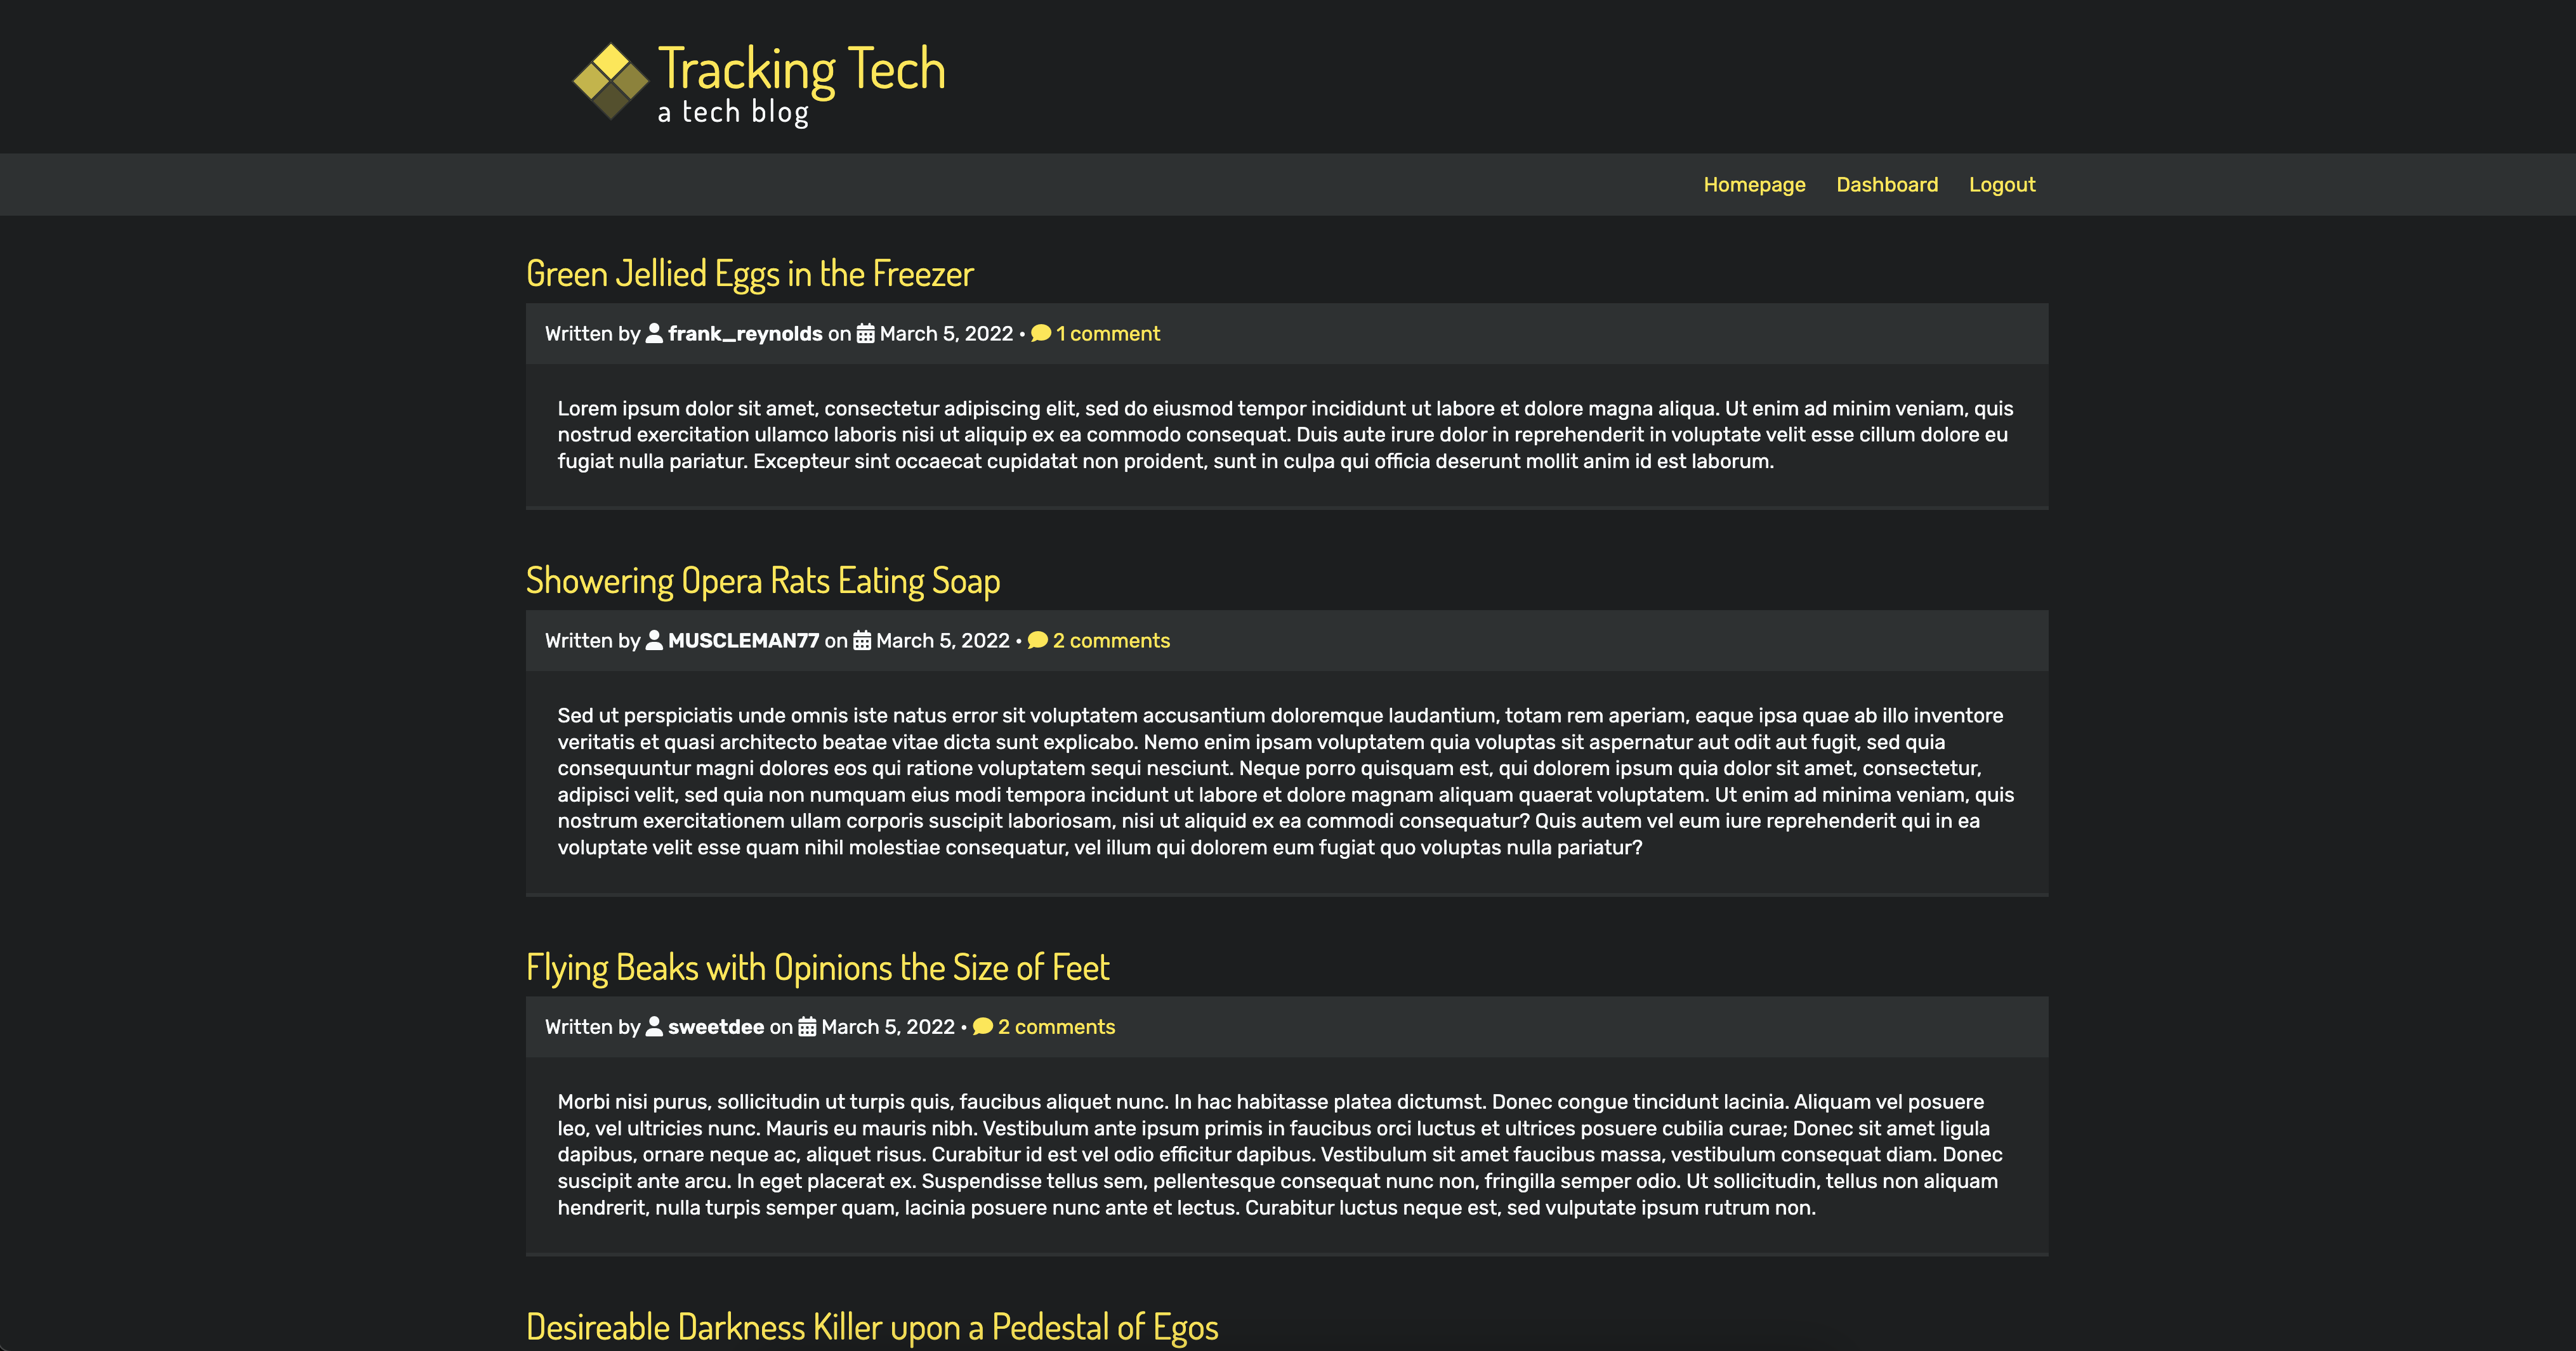 Tracking Tech
a tech blog
Homepage Dashboard Logout
Green Jellied Eggs in the Freezer
Written by frank_reynolds on March 5, 2022 • 1 comment
Lorem ipsum dolor sit amet, consectetur adipiscing elit, sed do eiusmod tempor incididunt ut labore et dolore magna aliqua. Ut enim ad minim veniam, quis
nostrud exercitation ullamco laboris nisi ut aliquip ex ea commodo consequat. Duis aute irure dolor in reprehenderit in voluptate velit esse cillum dolore eu
fugiat nulla pariatur. Excepteur sint occaecat cupidatat non proident, sunt in culpa qui officia deserunt mollit anim id est laborum.
Showering Opera Rats Eating Soap
Written by MUSCLEMAN77 on March 5, 2022 • 2 comments
Sed ut perspiciatis unde omnis iste natus error sit voluptatem accusantium doloremque laudantium, totam rem aperiam, eaque ipsa quae ab illo inventore
veritatis et quasi architecto beatae vitae dicta sunt explicabo. Nemo enim ipsam voluptatem quia voluptas sit aspernatur aut odit aut fugit, sed quia
consequuntur magni dolores eos qui ratione voluptatem sequi nesciunt. Neque porro quisquam est, qui dolorem ipsum quia dolor sit amet, consectetur,
adipisci velit, sed quia non numquam eius modi tempora incidunt ut labore et dolore magnam aliquam quaerat voluptatem. Ut enim ad minima veniam, quis
nostrum exercitationem ullam corporis suscipit laboriosam, nisi ut aliquid ex ea commodi consequatur? Quis autem vel eum iure reprehenderit qui in ea
voluptate velit esse quam nihil molestiae consequatur, vel illum qui dolorem eum fugiat quo voluptas nulla pariatur?
Flying Beaks with Opinions the Size of Feet
Written by sweetdee on March 5, 2022 • 2 comments
Morbi nisi purus, sollicitudin ut turpis quis, faucibus aliquet nunc. In hac habitasse platea dictumst. Donec congue tincidunt lacinia. Aliquam vel posuere
leo, vel ultricies nunc. Mauris eu mauris nibh. Vestibulum ante ipsum primis in faucibus orci luctus et ultrices posuere cubilia curae; Donec sit amet ligula
dapibus, ornare neque ac, aliquet risus. Curabitur id est vel odio efficitur dapibus. Vestibulum sit amet faucibus massa, vestibulum consequat diam. Donec
suscipit ante arcu. In eget placerat ex. Suspendisse tellus sem, pellentesque consequat nunc non, fringilla semper odio. Ut sollicitudin, tellus non aliquam
hendrerit, nulla turpis semper quam, lacinia posuere nunc ante et lectus. Curabitur luctus neque est, sed vulputate ipsum rutrum non.
Desireable Darkness Killer upon a Pedestal of Egos